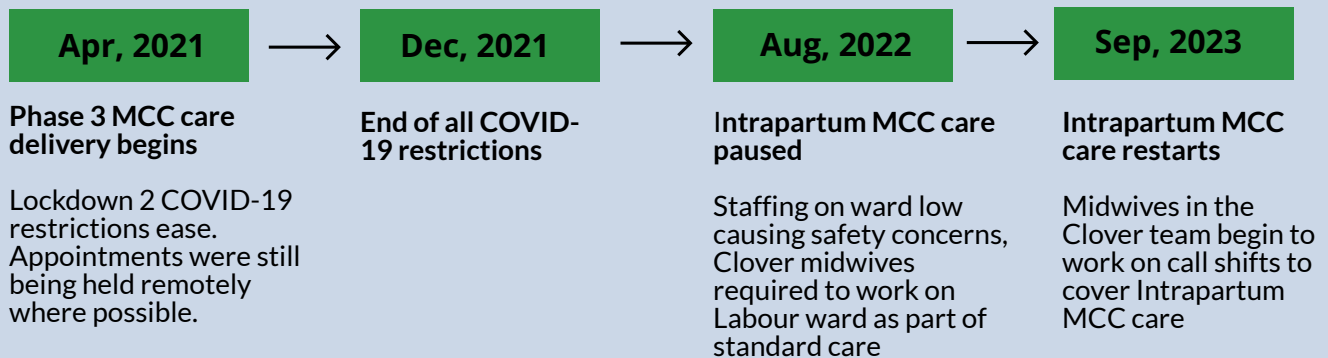 Apr, 2021
Phase 3 MCC care
delivery begins
Lockdown 2 COVID-19
restrictions ease.
Appointments were still
being held remotely
where possible.
Dec, 2021
End of all COVID-
19 restrictions
Aug, 2022
Intrapartum MCC care
paused
Staffing on ward low
causing safety concerns,
Clover midwives
required to work on
Labour ward as part of
standard care
Sep, 2023
Intrapartum MCC
care restarts
Midwives in the
Clover team begin to
work on call shifts to
cover Intrapartum
MCC care